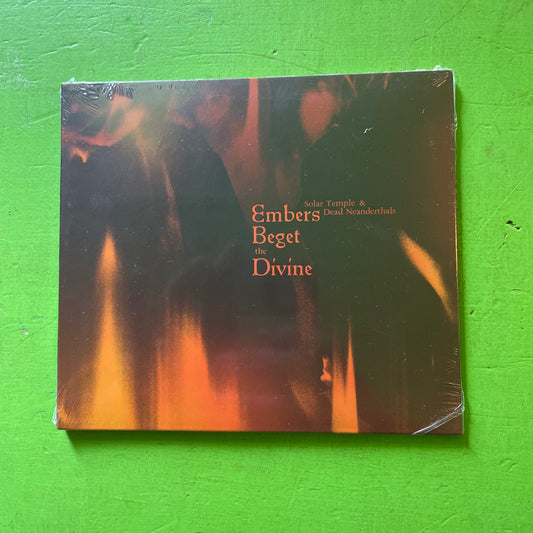 Solar Temple &
Dead Neanderthals
Embers
Beget
the
Divine